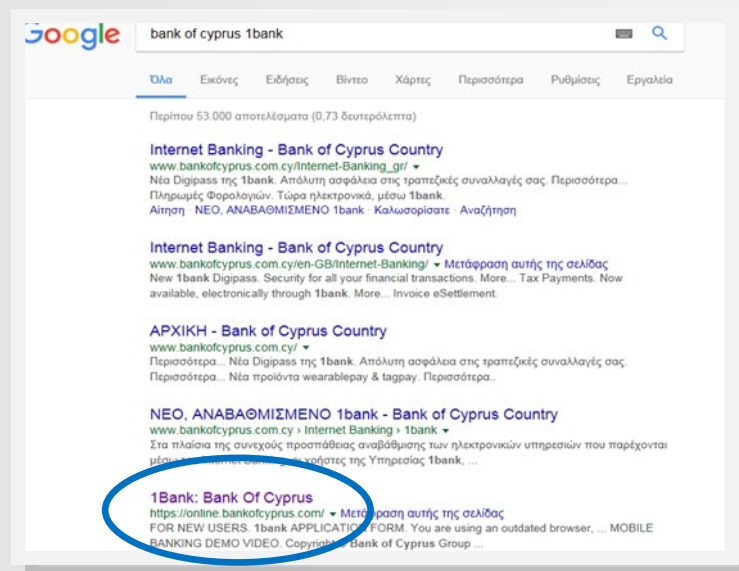 Google
bank of cyprus 1bank
Όλα Εικόνες Ειδήσεις Βίντεο Χάρτες Περισσότερα Ρυθμίσεις Εργαλεία
Περίπου 53.000 αποτελέσματα (0,73 δευτερόλεπτα)
Internet Banking - Bank of Cyprus Country
www.bankofcyprus.com.cy/Internet-Banking_gr/
Νέα Digipass της 1bank. Απόλυτη ασφάλεια στις τραπεζικές συναλλαγές σας. Περισσότερα...
Πληρωμές Φορολογιών. Τώρα ηλεκτρονικά, μέσω 1bank.
Αίτηση · ΝΕΟ, ΑΝΑΒΑΘΜΙΣΜΕΝΟ 1bank · Καλωσορίσατε · Αναζήτηση
Internet Banking - Bank of Cyprus Country
www.bankofcyprus.com.cy/en-GB/Internet-Banking/ Μετάφραση αυτής της σελίδας
New 1bank Digipass. Security for all your financial transactions. More... Tax Payments. Now
available, electronically through 1bank. More... Invoice eSettlement.
ΑΡΧΙΚΗ - Bank of Cyprus Country
www.bankofcyprus.com.cy/
Περισσότερα... Νέα Digipass της 1bank. Απόλυτη ασφάλεια στις τραπεζικές συναλλαγές σας.
Περισσότερα... Νέα προϊόντα wearablepay & tagpay. Περισσότερα..
ΝΕΟ, ΑΝΑΒΑΘΜΙΣΜΕΝΟ 1bank - Bank of Cyprus Country
www.bankofcyprus.com.cy › Internet Banking › 1bank
Στα πλαίσια της συνεχούς προσπάθειας αναβάθμισης των ηλεκτρονικών υπηρεσιών που παρέχονται
μέσω του Internet Banking, οι χρήστες της Υπηρεσίας 1bank, ...
1Bank: Bank Of Cyprus
https://online.bankofcyprus.com/ Μετάφραση αυτής της σελίδας
FOR NEW USERS. 1bank APPLICATION FORM. You are using an outdated browser, ... MOBILE
BANKING DEMO VIDEO. Copyright © Bank of Cyprus Group ...